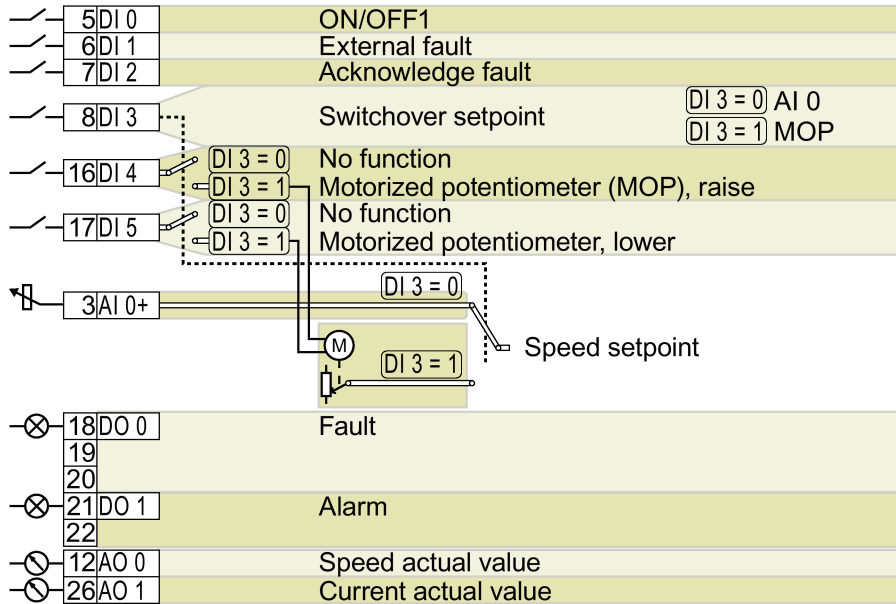 5 DI 0 ON/OFF1
6 DI 1 External fault
7 DI 2 Acknowledge fault
8 DI 3 Switchover setpoint
DI 3 = 0 AI 0
DI 3 = 1 MOP
16 DI 4 DI 3 = 0 No function
DI 3 = 1 Motorized potentiometer (MOP), raise
17 DI 5 DI 3 = 0 No function
DI 3 = 1 Motorized potentiometer, lower
3 AI 0+ DI 3 = 0
M
Speed setpoint
DI 3 = 1
18 DO 0 Fault
19
20
21 DO 1 Alarm
22
12 AO 0 Speed actual value
26 AO 1 Current actual value